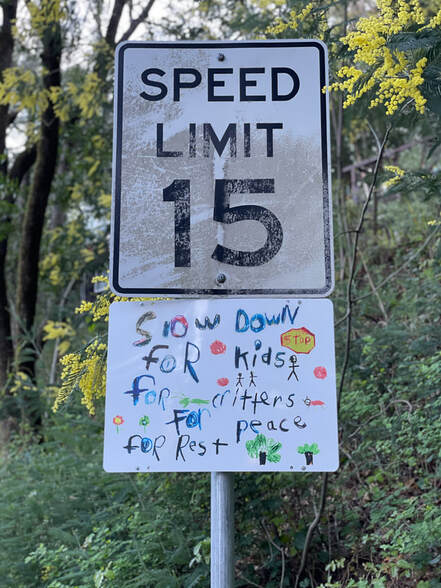 SPEED
LIMIT
15
SLOW DOWN
STOP
for kids
for critters
for peace
for Rest